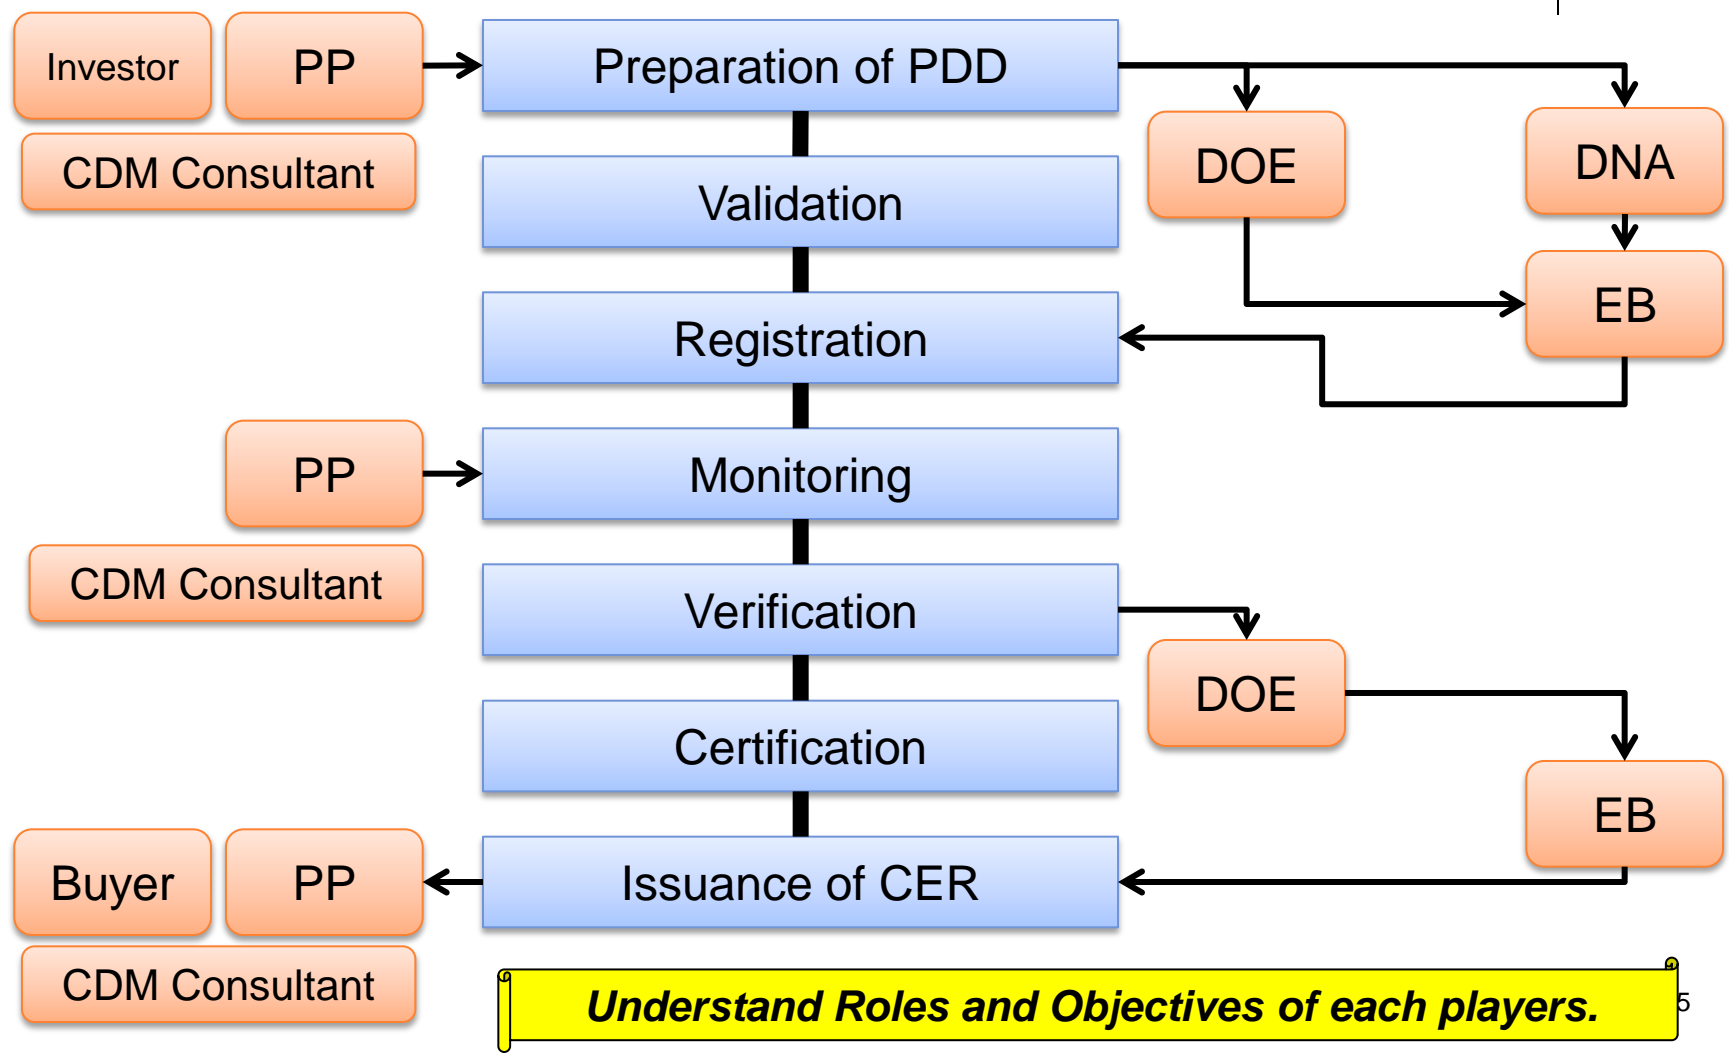 Investor
PP
Preparation of PDD
CDM Consultant
DOE
DNA
Validation
EB
Registration
PP
Monitoring
CDM Consultant
Verification
DOE
Certification
EB
Buyer
PP
Issuance of CER
CDM Consultant
Understand Roles and Objectives of each players.
5